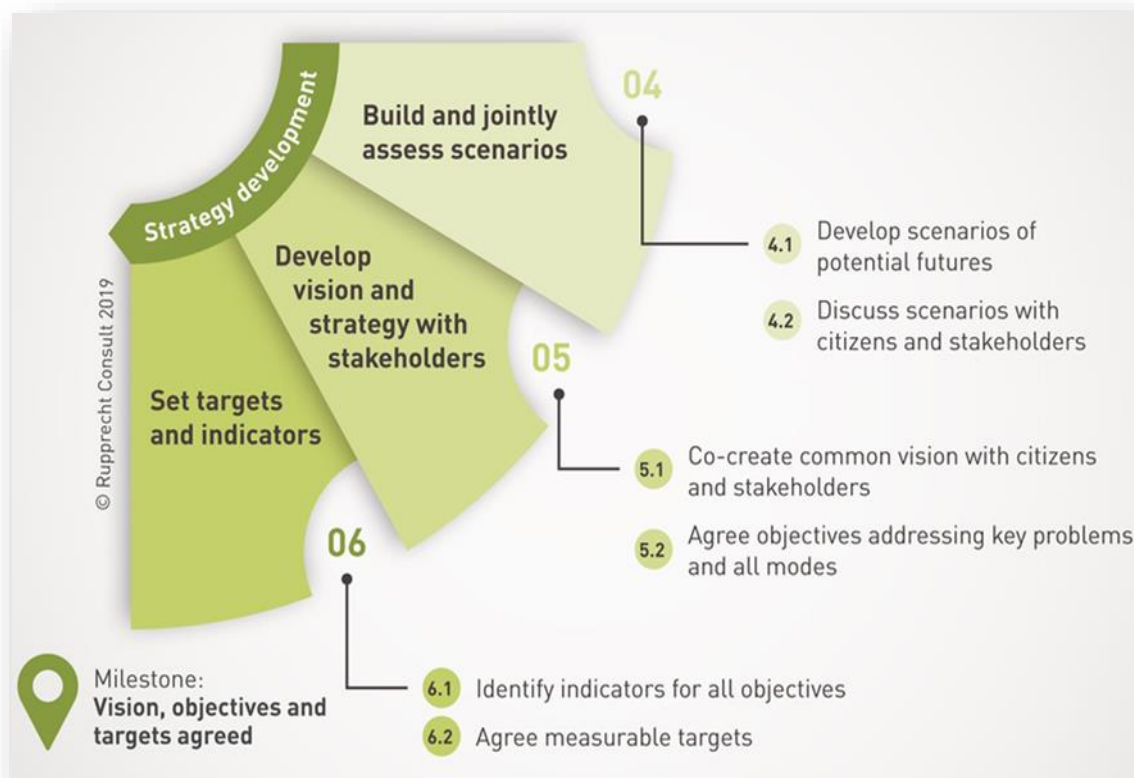 Strategy development
Build and jointly
assess scenarios
04
4.1 Develop scenarios of
potential futures
4.2 Discuss scenarios with
citizens and stakeholders
Develop
vision and
strategy with
stakeholders
05
5.1 Co-create common vision with citizens
and stakeholders
5.2 Agree objectives addressing key problems
and all modes
Set targets
and indicators
06
6.1 Identify indicators for all objectives
6.2 Agree measurable targets
Milestone:
Vision, objectives and
targets agreed
© Rupprecht Consult 2019